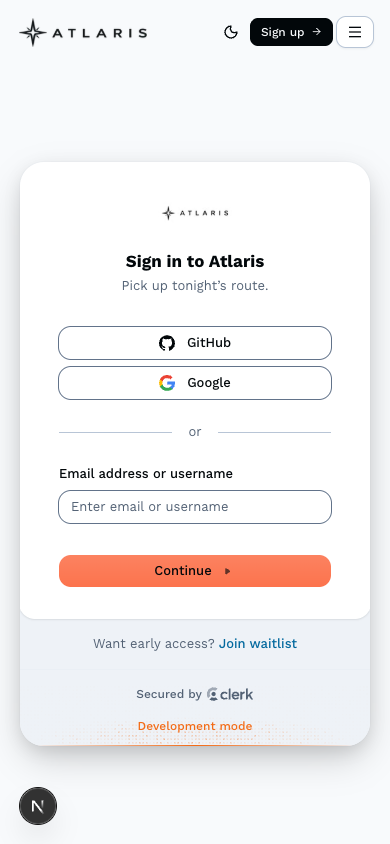 ATLARIS
Sign up →
ATLARIS
Sign in to Atlaris
Pick up tonight’s route.
GitHub
Google
or
Email address or username
Enter email or username
Continue
Want early access? Join waitlist
Secured by clerk
Development mode
N